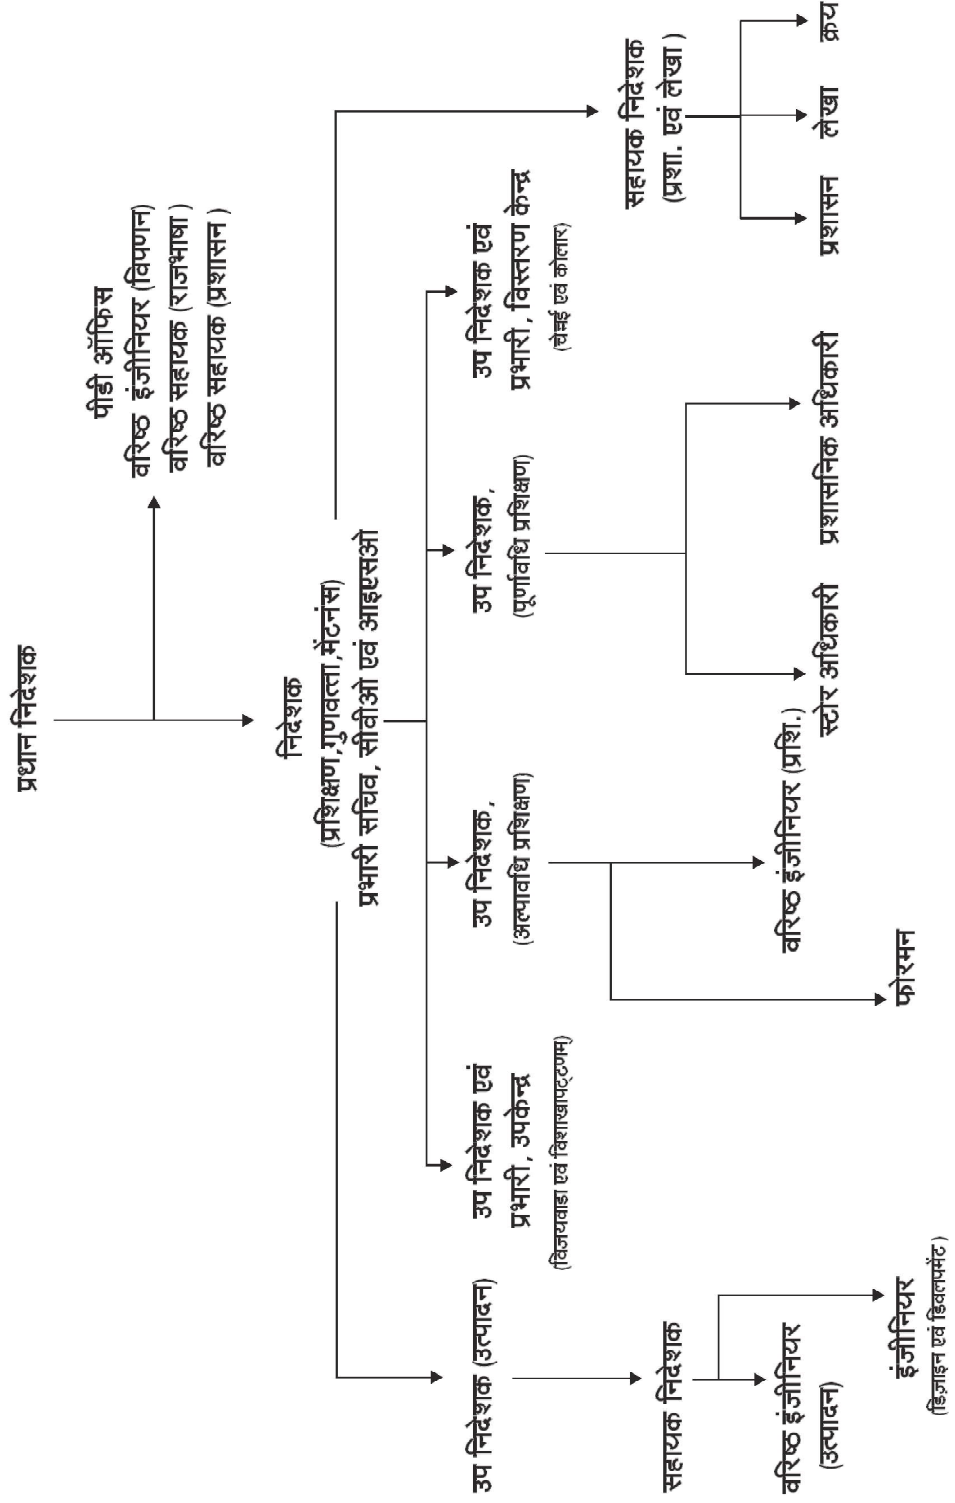 प्रधान निदेशक
पीडी ऑफिस
वरिष्ठ इंजीनियर (विपणन)
वरिष्ठ सहायक (राजभाषा )
वरिष्ठ सहायक (प्रशासन )
निदेशक
(प्रशिक्षण,गुणवत्ता,मेंटनंस)
प्रभारी सचिव, सीवीओ एवं आइएसओ
उप निदेशक (उत्पादन)
उप निदेशक एवं
प्रभारी, उपकेन्द्र
(विजयवाडा एवं विशाखापट्टणम्)
उप निदेशक,
(अल्पावधि प्रशिक्षण)
उप निदेशक,
(पूर्णावधि प्रशिक्षण)
उप निदेशक एवं
प्रभारी, विस्तरण केन्द्र
(चेन्नई एवं कोलार)
सहायक निदेशक
(प्रशा. एवं लेखा )
सहायक निदेशक
वरिष्ठ इंजीनियर
(उत्पादन)
इंजीनियर
(डिज़ाइन एवं डिवलपमेंट )
फोरमन
वरिष्ठ इंजीनियर (प्रशि.)
स्टोर अधिकारी
प्रशासनिक अधिकारी
प्रशासन
लेखा
क्रय